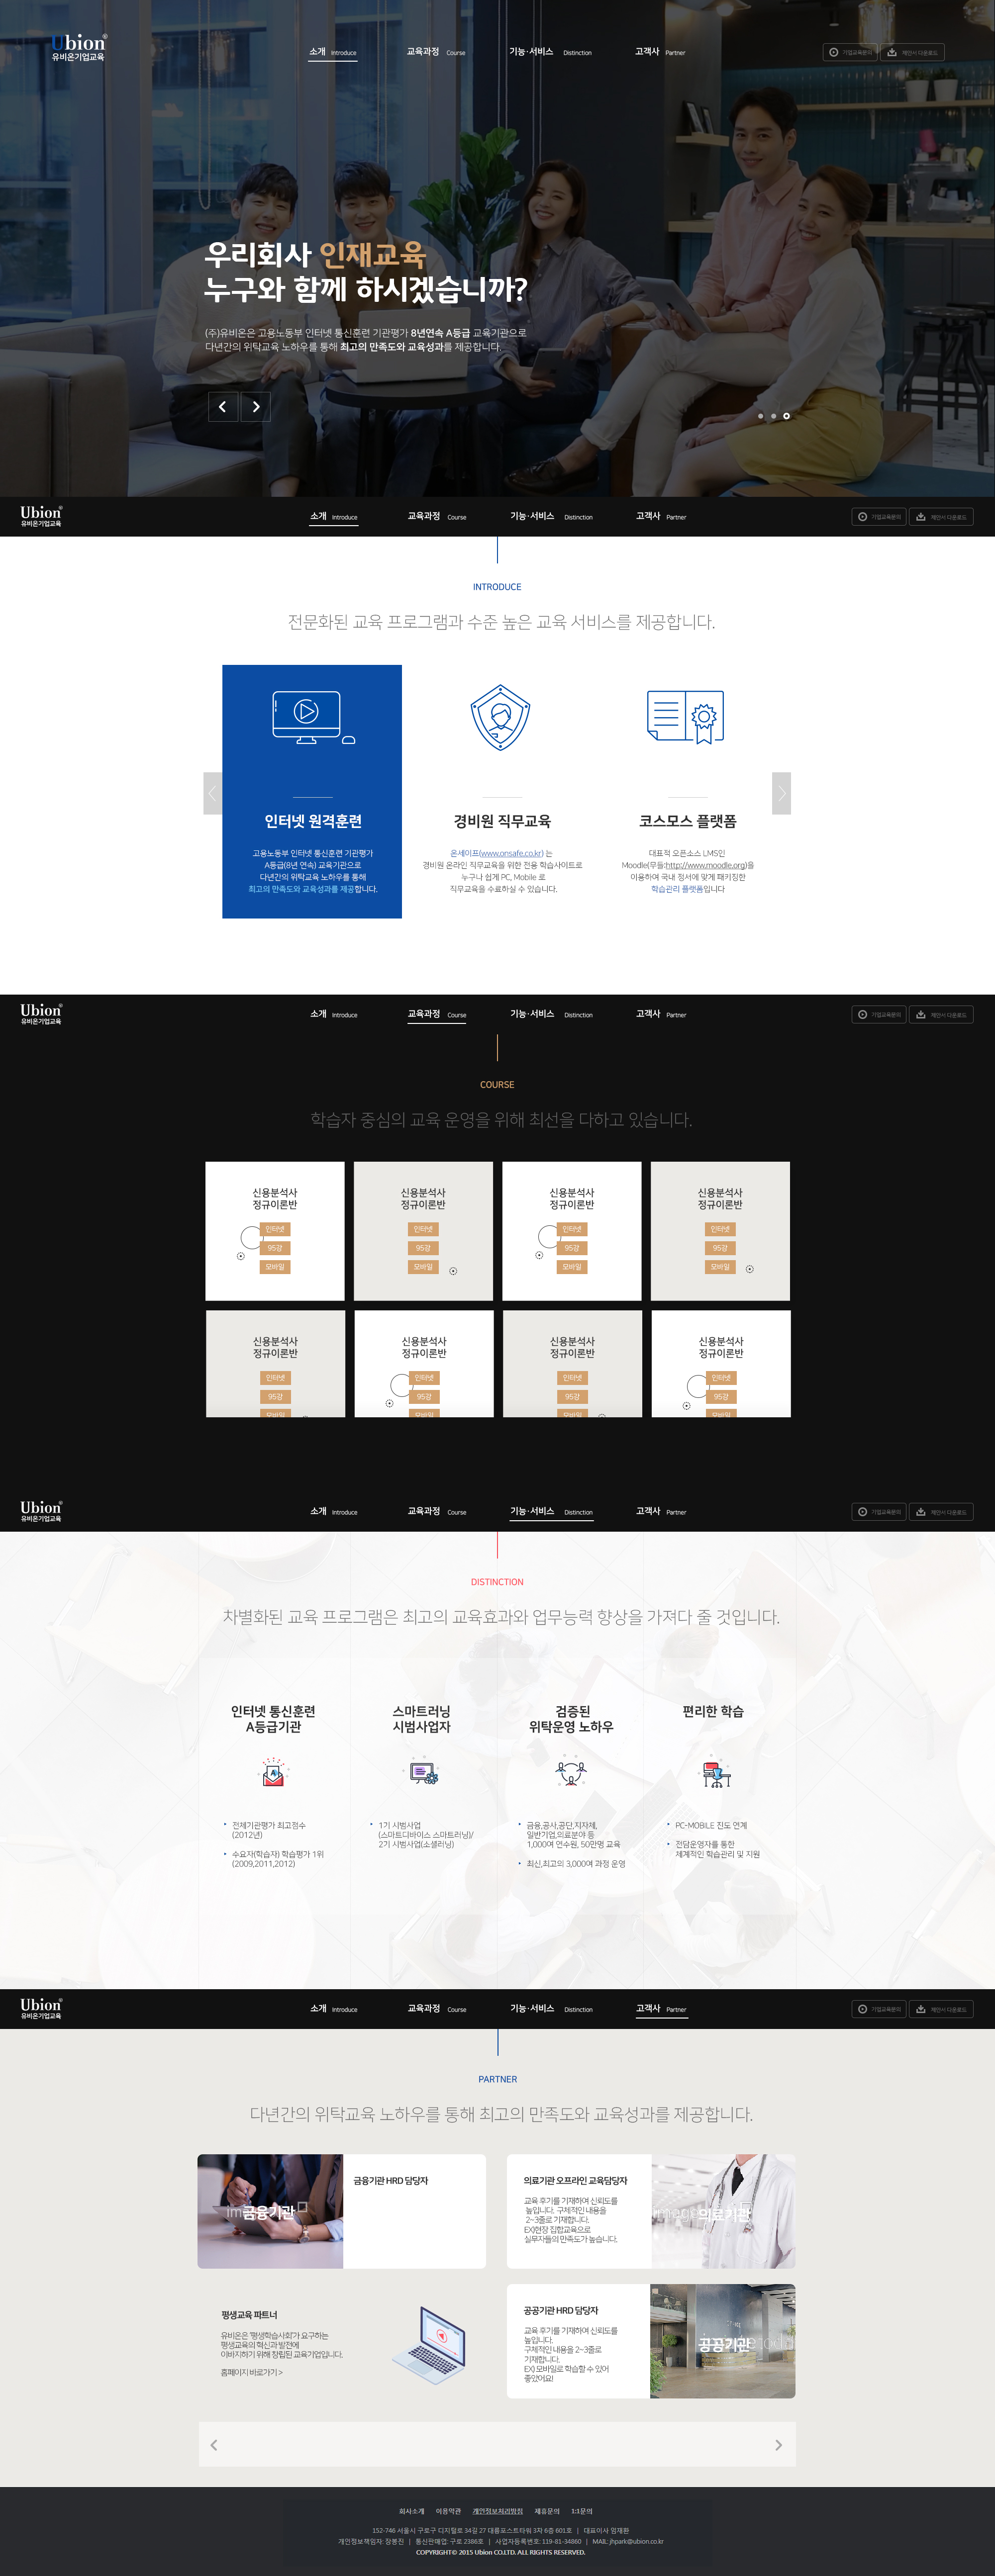 Ubion®
유비온기업교육
소개 Introduce 교육과정 Course 기능·서비스 Distinction 고객사 Partner
기업교육문의 제안서 다운로드
우리회사 인재교육
누구와 함께 하시겠습니까?
(주)유비온은 고용노동부 인터넷 통신훈련 기관평가 8년연속 A등급 교육기관으로
다년간의 위탁교육 노하우를 통해 최고의 만족도와 교육성과를 제공합니다.
Ubion®
유비온기업교육
소개 Introduce 교육과정 Course 기능·서비스 Distinction 고객사 Partner
기업교육문의 제안서 다운로드
INTRODUCE
전문화된 교육 프로그램과 수준 높은 교육 서비스를 제공합니다.
인터넷 원격훈련
고용노동부 인터넷 통신훈련 기관평가
A등급(8년 연속) 교육기관으로
다년간의 위탁교육 노하우를 통해
최고의 만족도와 교육성과를 제공합니다.
경비원 직무교육
온세이프(www.onsafe.co.kr) 는
경비원 온라인 직무교육을 위한 전용 학습사이트로
누구나 쉽게 PC, Mobile 로
직무교육을 수료하실 수 있습니다.
코스모스 플랫폼
대표적 오픈소스 LMS인
Moodle(무들;http://www.moodle.org)을
이용하여 국내 정서에 맞게 패키징한
학습관리 플랫폼입니다
Ubion®
유비온기업교육
소개 Introduce 교육과정 Course 기능·서비스 Distinction 고객사 Partner
기업교육문의 제안서 다운로드
COURSE
학습자 중심의 교육 운영을 위해 최선을 다하고 있습니다.
신용분석사
정규이론반
인터넷
95강
모바일
신용분석사
정규이론반
인터넷
95강
모바일
신용분석사
정규이론반
인터넷
95강
모바일
신용분석사
정규이론반
인터넷
95강
모바일
신용분석사
정규이론반
인터넷
95강
모바일
신용분석사
정규이론반
인터넷
95강
모바일
신용분석사
정규이론반
인터넷
95강
모바일
신용분석사
정규이론반
인터넷
95강
모바일
Ubion®
유비온기업교육
소개 Introduce 교육과정 Course 기능·서비스 Distinction 고객사 Partner
기업교육문의 제안서 다운로드
DISTINCTION
차별화된 교육 프로그램은 최고의 교육효과와 업무능력 향상을 가져다 줄 것입니다.
인터넷 통신훈련
A등급기관
전체기관평가 최고점수
(2012년)
수요자(학습자) 학습평가 1위
(2009,2011,2012)
스마트러닝
시범사업자
1기 시범사업
(스마트디바이스 스마트러닝)/
2기 시범사업(소셜러닝)
검증된
위탁운영 노하우
금융,공사,공단,지자체,
일반기업,의료분야 등
1,000여 연수원, 50만명 교육
최신,최고의 3,000여 과정 운영
편리한 학습
PC-MOBILE 진도 연계
전담운영자를 통한
체계적인 학습관리 및 지원
Ubion®
유비온기업교육
소개 Introduce 교육과정 Course 기능·서비스 Distinction 고객사 Partner
기업교육문의 제안서 다운로드
PARTNER
다년간의 위탁교육 노하우를 통해 최고의 만족도와 교육성과를 제공합니다.
금융기관
금융기관 HRD 담당자
의료기관 오프라인 교육담당자
교육 후기를 기재하여 신뢰도를
높입니다. 구체적인 내용을
2~3줄로 기재합니다.
EX)현장 집합교육으로
실무자들의 만족도가 높습니다.
의료기관
평생교육 파트너
유비온은 '평생학습사회'가 요구하는
평생교육의 혁신과 발전에
이바지하기 위해 창립된 교육기업입니다.
홈페이지 바로가기 >
공공기관 HRD 담당자
교육 후기를 기재하여 신뢰도를
높입니다.
구체적인 내용을 2~3줄로
기재합니다.
EX) 모바일로 학습할 수 있어
좋았어요!
공공기관
회사소개 이용약관 개인정보처리방침 제휴문의 1:1문의
152-746 서울시 구로구 디지털로 34길 27 대륭포스트타워 3차 6층 601호 | 대표이사 임재환
개인정보책임자: 장봉진 | 통신판매업: 구로 2386호 | 사업자등록번호: 119-81-34860 | MAIL: jhpark@ubion.co.kr
COPYRIGHT© 2015 Ubion CO.LTD. ALL RIGHTS RESERVED.